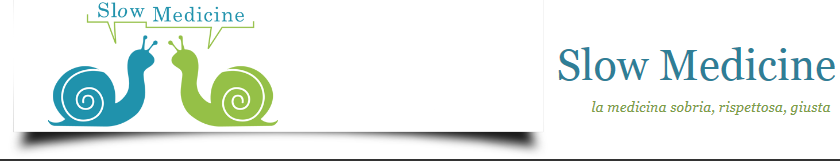 Slow Medicine
Slow Medicine
la medicina sobria, rispettosa, giusta